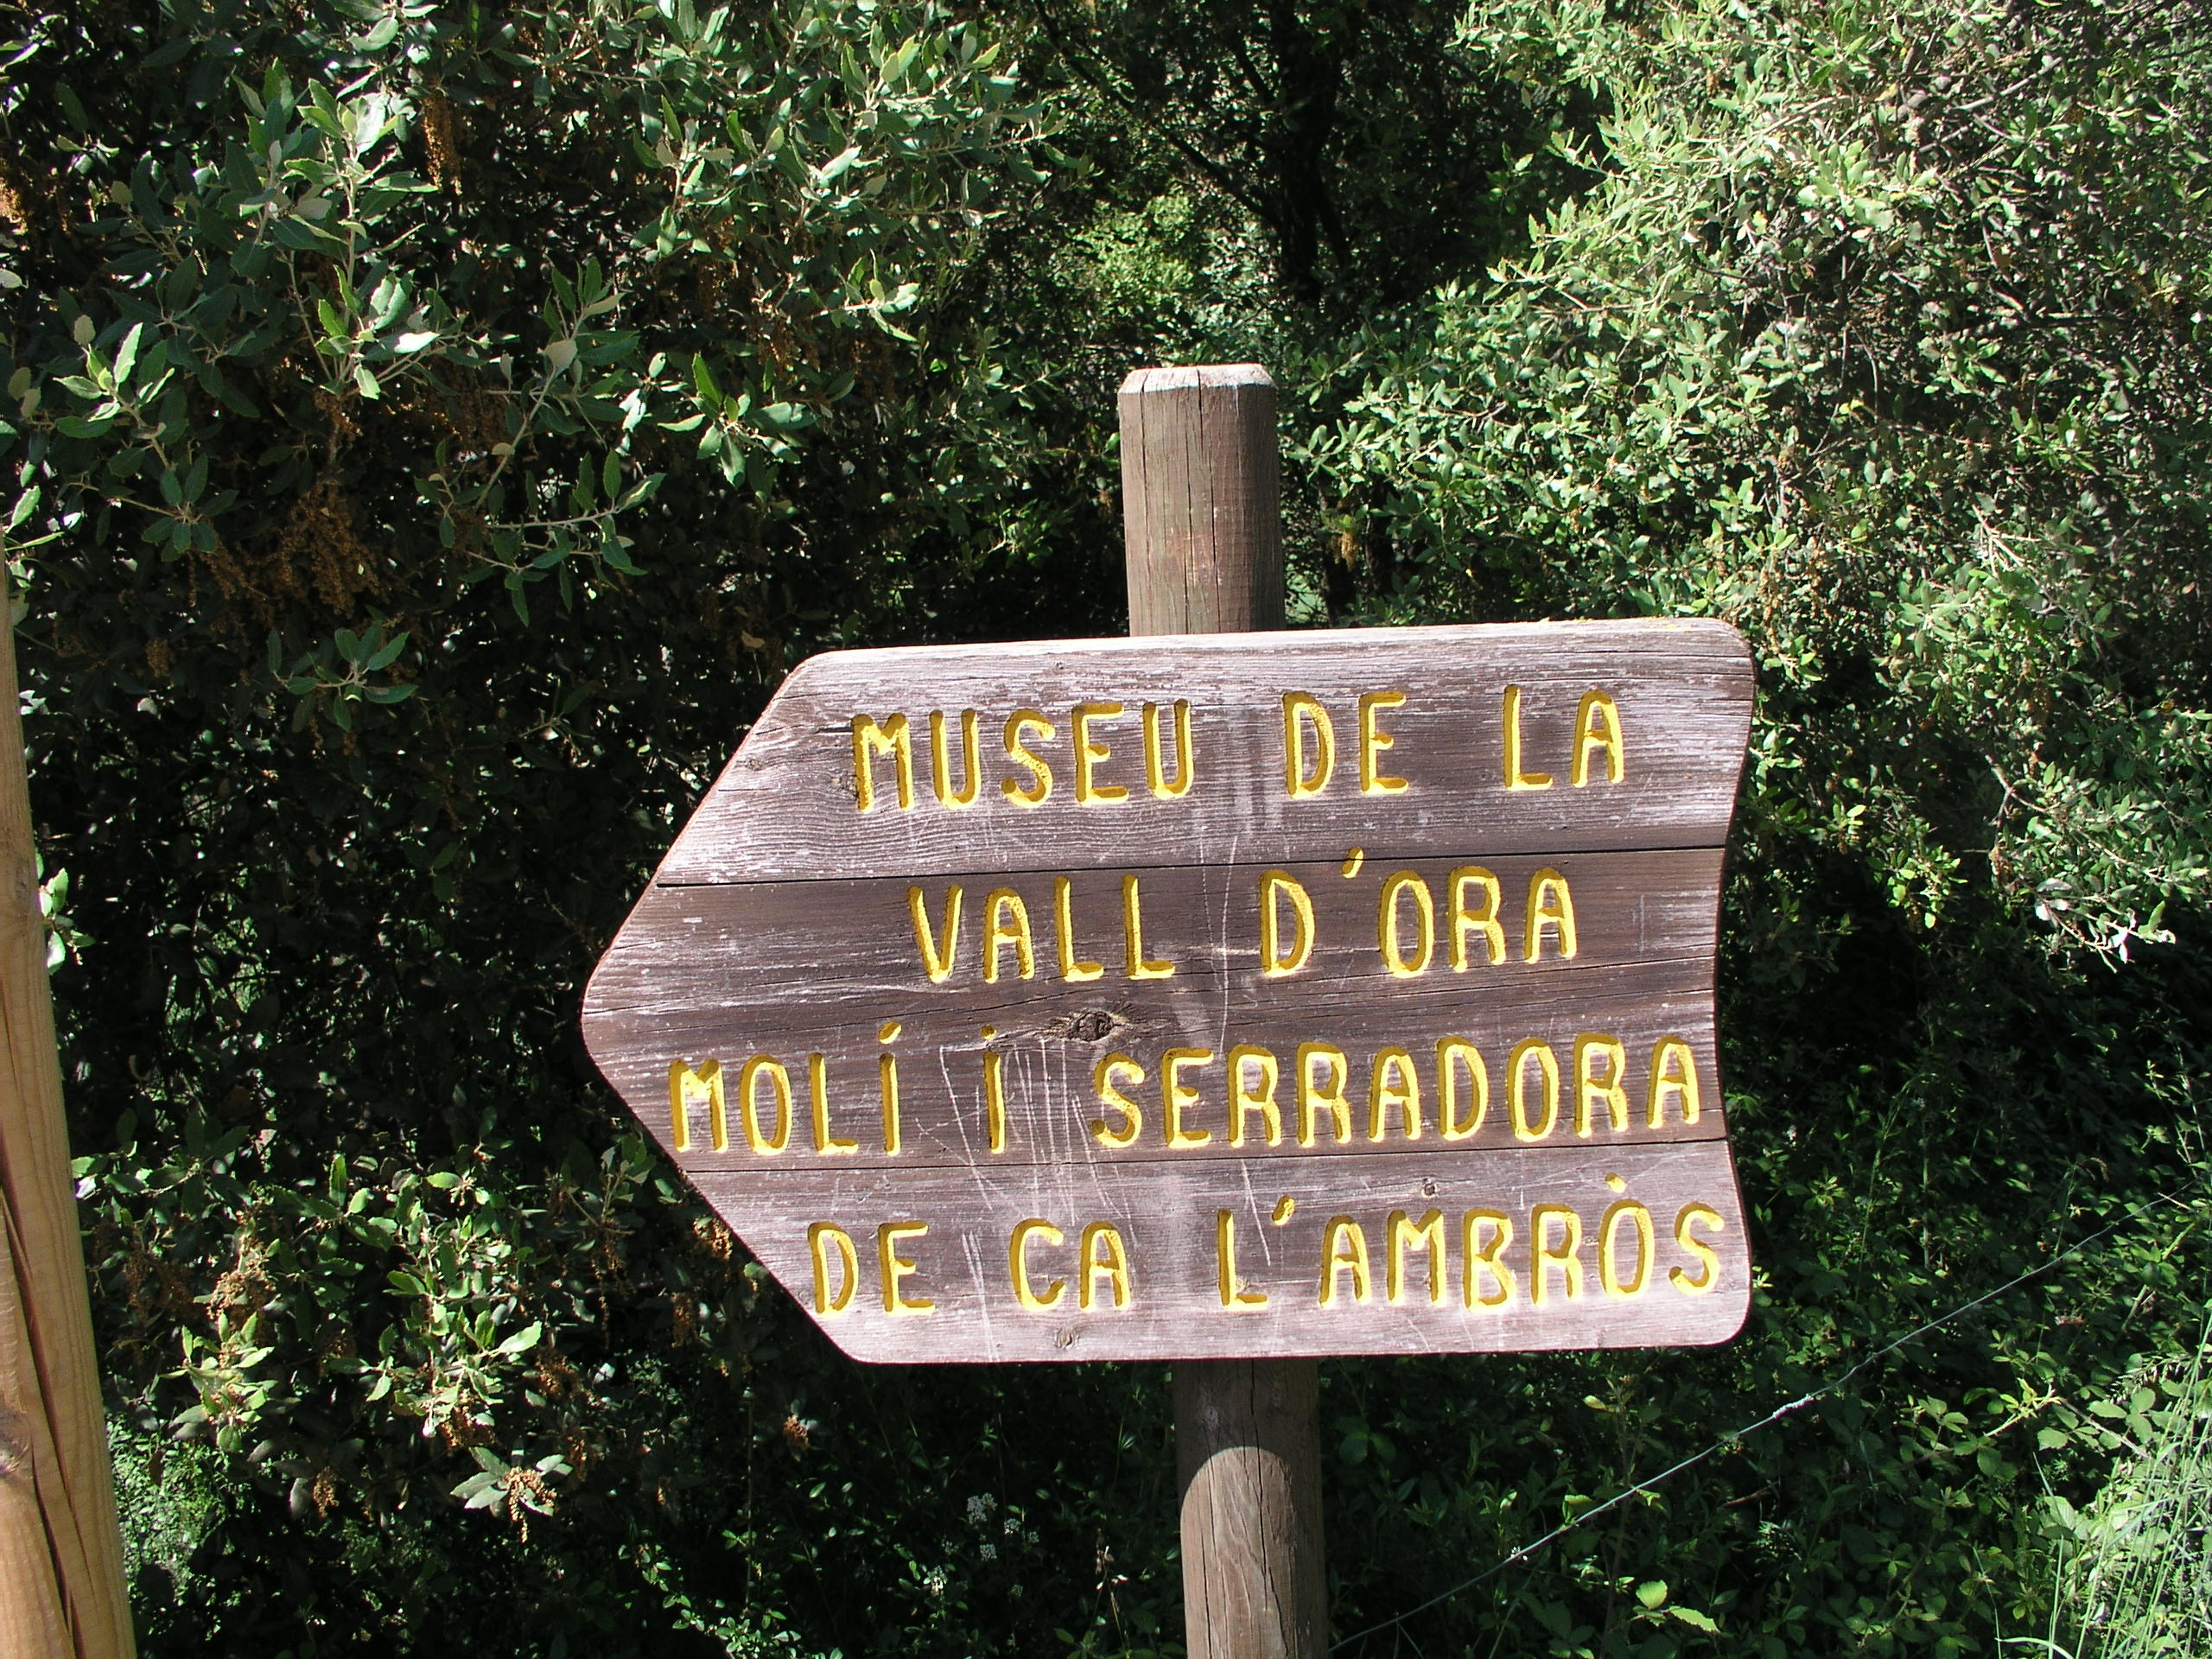 MUSEU DE LA
VALL D'ORA
MOLÍ i SERRADORA
DE CA L'AMBRÒS